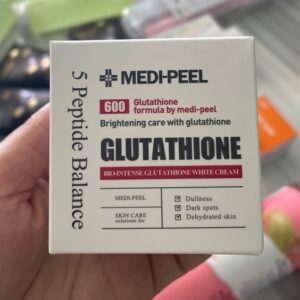 5 Peptide Balance
MEDI-PEEL
600 Glutathione
formula by medi-peel
Brightening care with glutathione
GLUTATHIONE
BIO-INTENSE GLUTATHIONE WHITE CREAM
MEDI-PEEL
SKIN CARE
solutions for
Dullness
Dark spots
Dehydrated skin